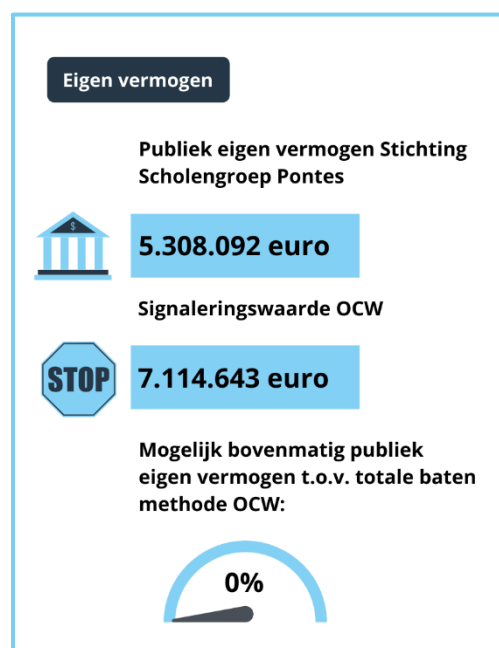 Eigen vermogen
Publiek eigen vermogen Stichting
Scholengroep Pontes
$
5.308.092 euro
Signaleringswaarde OCW
STOP
7.114.643 euro
Mogelijk bovenmatig publiek
eigen vermogen t.o.v. totale baten
methode OCW:
0%